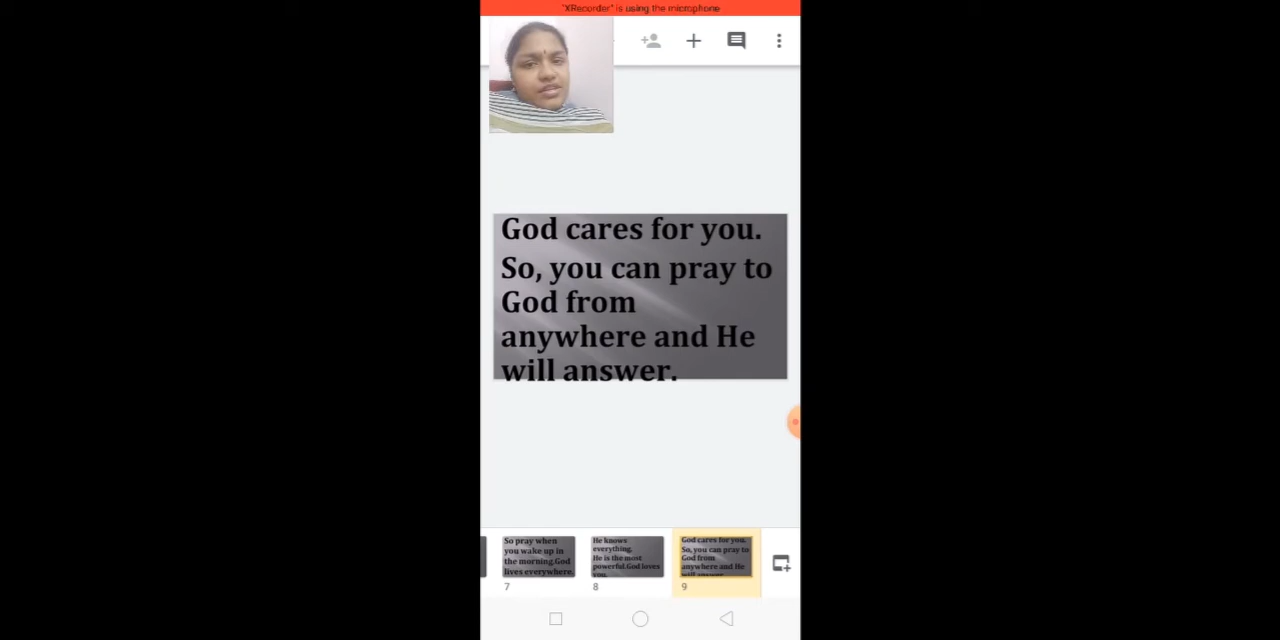 "XRecorder" is using the microphone
God cares for you.
So, you can pray to
God from
anywhere and He
will answer.
So pray when
you wake up in
the morning.God
lives everywhere.
7
He knows
everything.
He is the most
powerful.God loves
you.
8
God cares for you.
So, you can pray to
God from
anywhere and He
will answer.
9